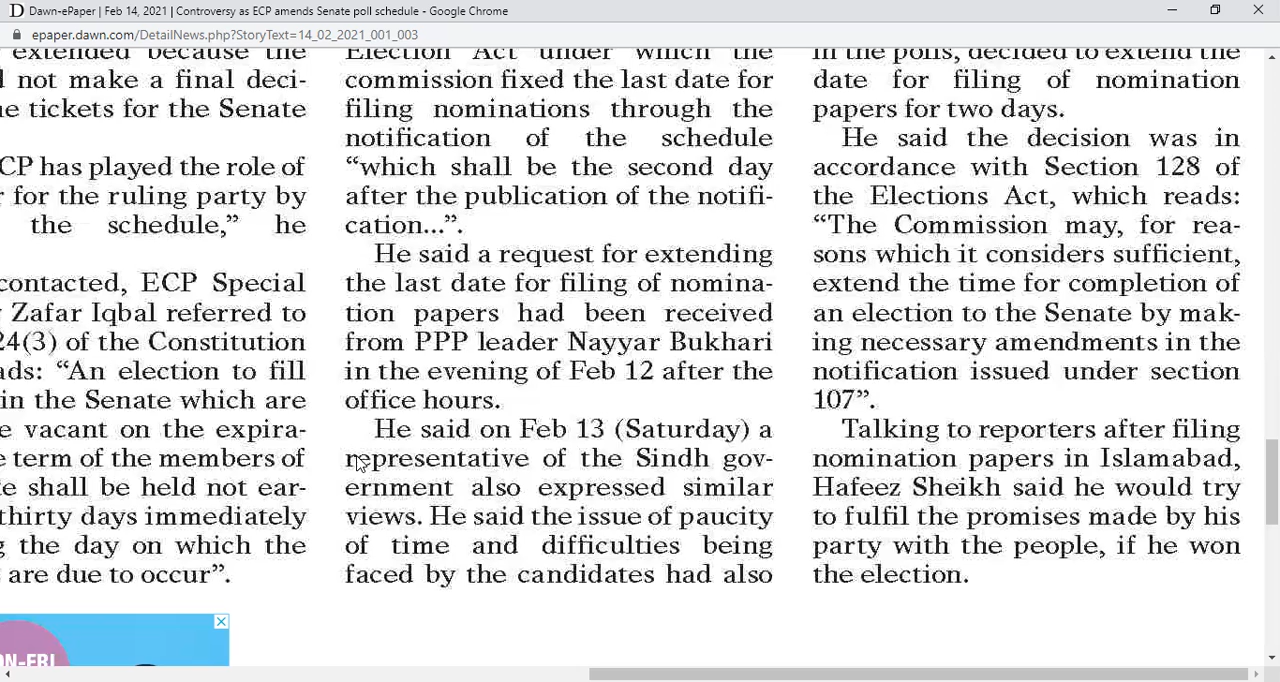 Dawn-ePaper | Feb 14, 2021 | Controversy as ECP amends Senate poll schedule - Google Chrome
epaper.dawn.com/DetailNews.php?StoryText=14_02_2021_001_003
extended because the
not make a final deci-
tickets for the Senate
has played the role of
for the ruling party by
the schedule,” he
contacted, ECP Special
Zafar Iqbal referred to
of the Constitution
“An election to fill
in the Senate which are
vacant on the expira-
term of the members of
shall be held not ear-
thirty days immediately
the day on which the
are due to occur”.
Election Act under which the
commission fixed the last date for
filing nominations through the
notification of the schedule
“which shall be the second day
after the publication of the notifi-
cation...”.
He said a request for extending
the last date for filing of nomina-
tion papers had been received
from PPP leader Nayyar Bukhari
in the evening of Feb 12 after the
office hours.
He said on Feb 13 (Saturday) a
representative of the Sindh gov-
ernment also expressed similar
views. He said the issue of paucity
of time and difficulties being
faced by the candidates had also
in the polls, decided to extend the
date for filing of nomination
papers for two days.
He said the decision was in
accordance with Section 128 of
the Elections Act, which reads:
“The Commission may, for rea-
sons which it considers sufficient,
extend the time for completion of
an election to the Senate by mak-
ing necessary amendments in the
notification issued under section
107”.
Talking to reporters after filing
nomination papers in Islamabad,
Hafeez Sheikh said he would try
to fulfil the promises made by his
party with the people, if he won
the election.